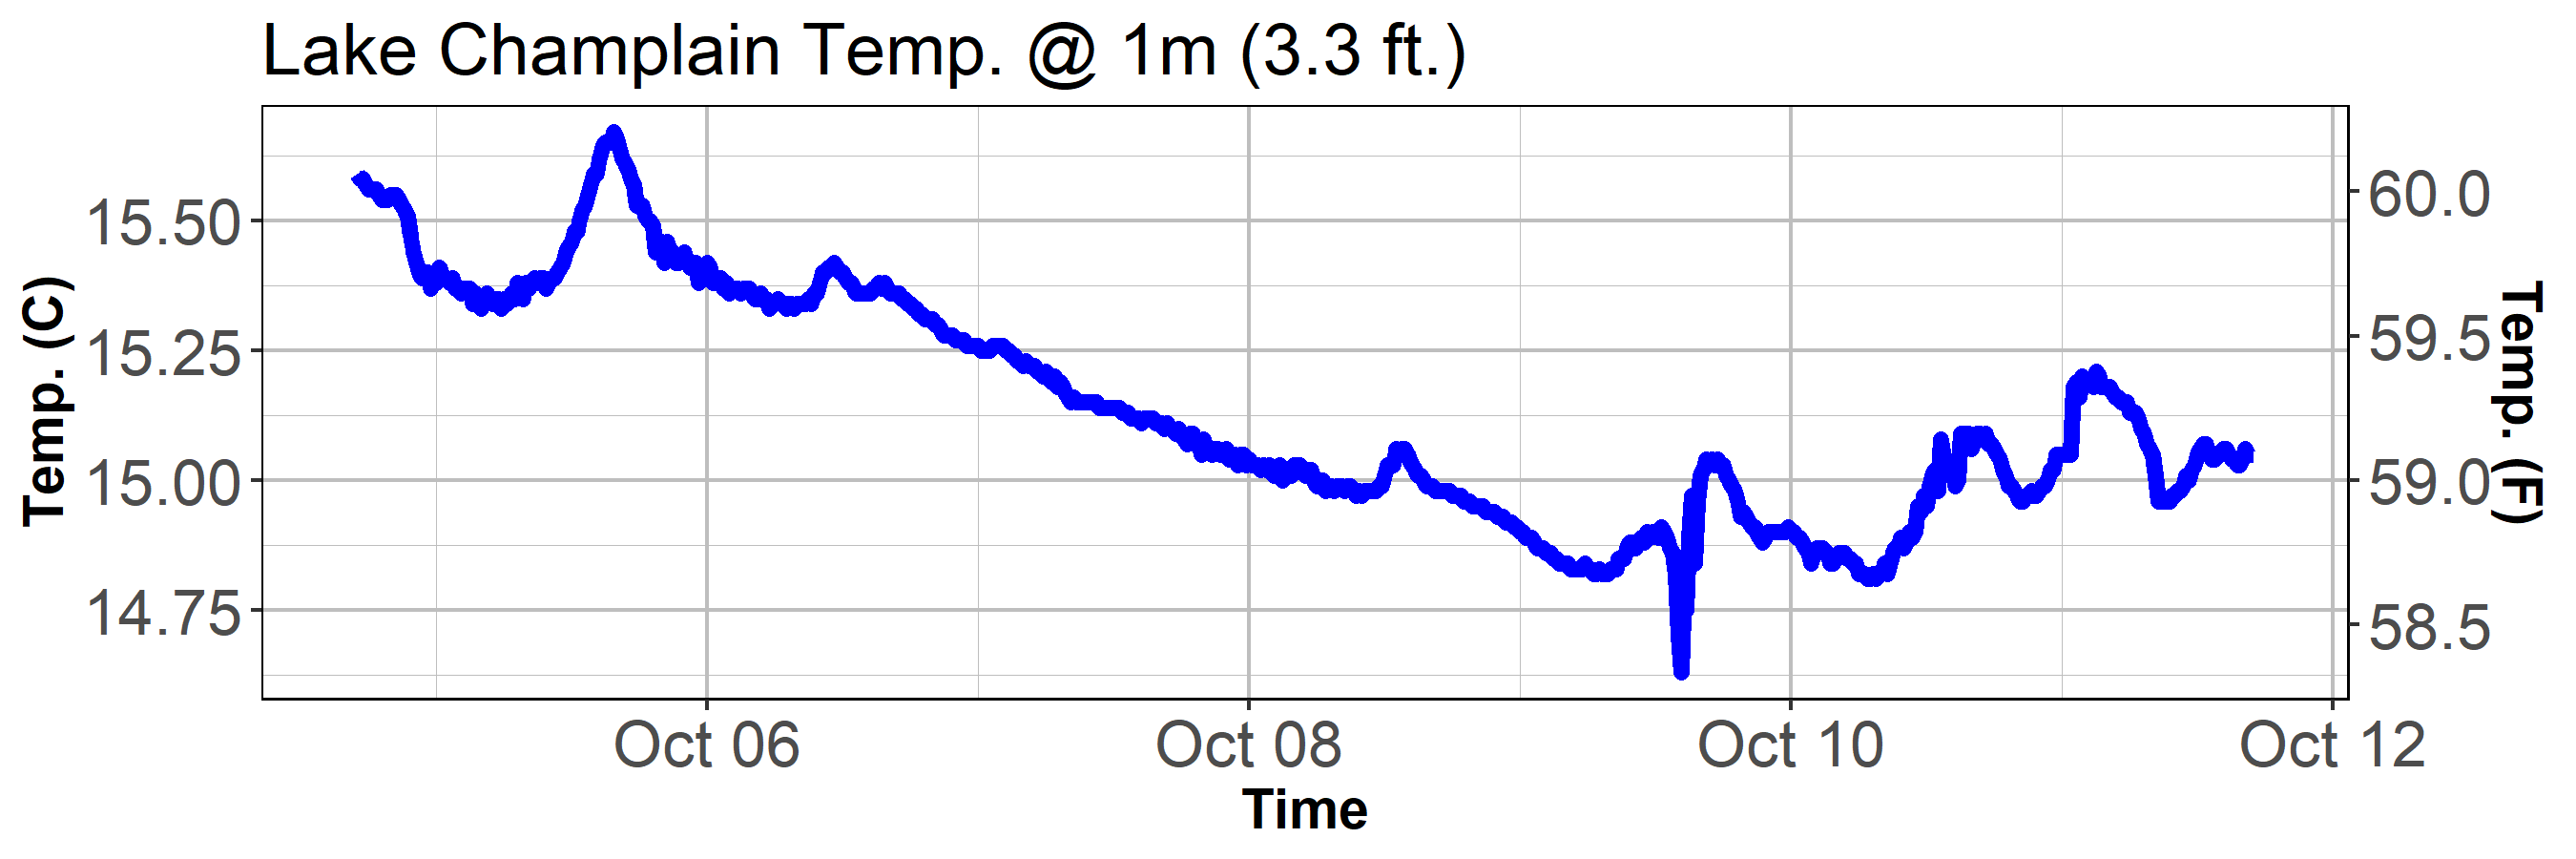 Lake Champlain Temp. @ 1m (3.3 ft.)
Temp. (C)
15.50
15.25
15.00
14.75
60.0
59.5
59.0
58.5
Temp. (F)
Oct 06
Oct 08
Oct 10
Oct 12
Time